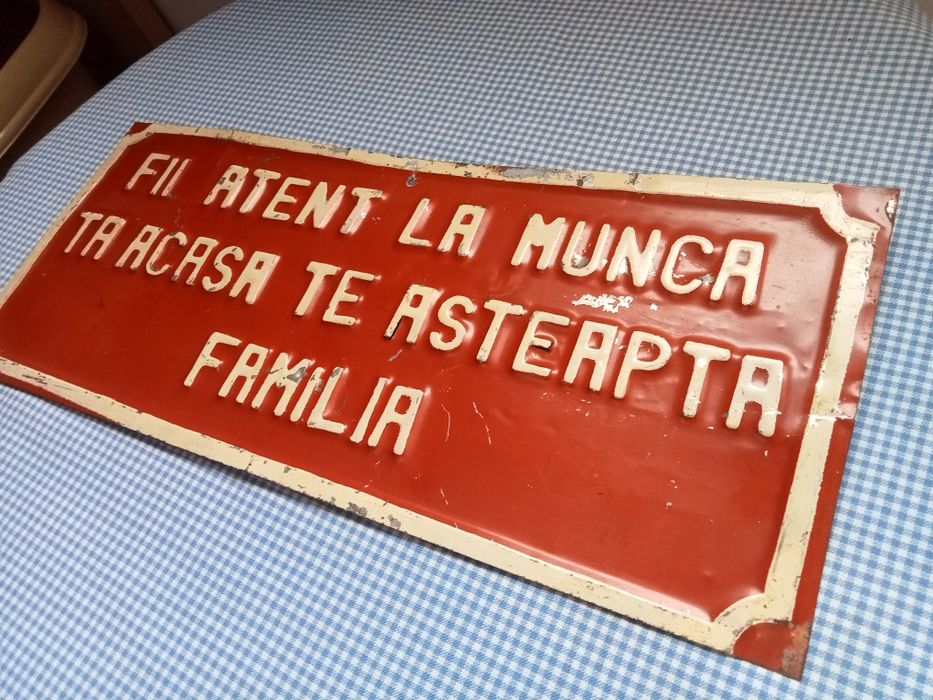 FII ATENT LA MUNCA
TA ACASA TE ASTEAPTA
FAMILIA